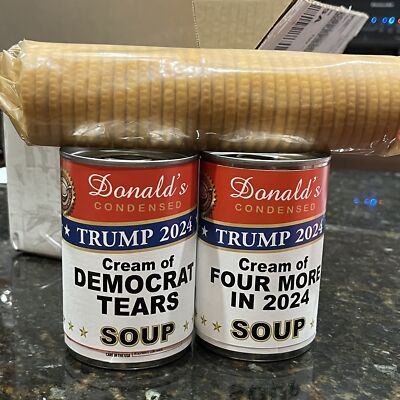 Donald's
CONDENSED
TRUMP 2024
Cream of
DEMOCRAT
TEARS
SOUP
Donald's
CONDENSED
TRUMP 2024
Cream of
FOUR MORE
IN 2024
SOUP